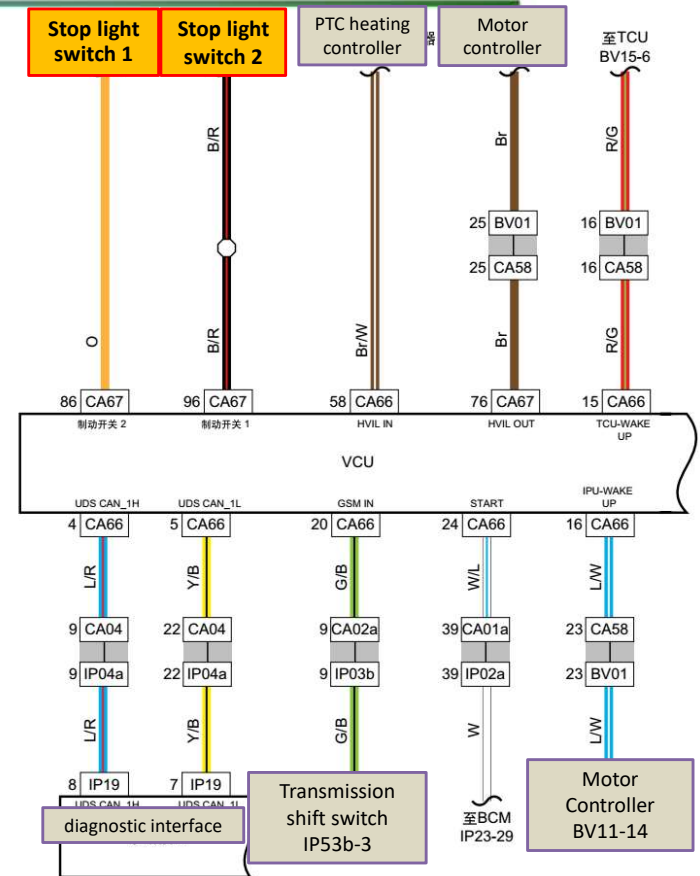 Stop light
switch 1
Stop light
switch 2
PTC heating
controller
Motor
controller
至TCU
BV15-6
B/R
Br
R/G
25 BV01
16 BV01
25 CA58
16 CA58
O
B/R
Br/W
Br
R/G
86 CA67
96 CA67
58 CA66
76 CA67
15 CA66
制动开关 2
制动开关 1
HVIL IN
HVIL OUT
TCU-WAKE
UP
VCU
UDS CAN_1H
UDS CAN_1L
GSM IN
START
IPU-WAKE
UP
4 CA66
5 CA66
20 CA66
24 CA66
16 CA66
L/R
Y/B
G/B
W/L
L/W
9 CA04
22 CA04
9 CA02a
39 CA01a
23 CA58
9 IP04a
22 IP04a
9 IP03b
39 IP02a
23 BV01
L/R
Y/B
G/B
W
L/W
8 IP19
7 IP19
UDS CAN_1H
UDS CAN_1L
diagnostic interface
Transmission
shift switch
IP53b-3
至BCM
IP23-29
Motor
Controller
BV11-14